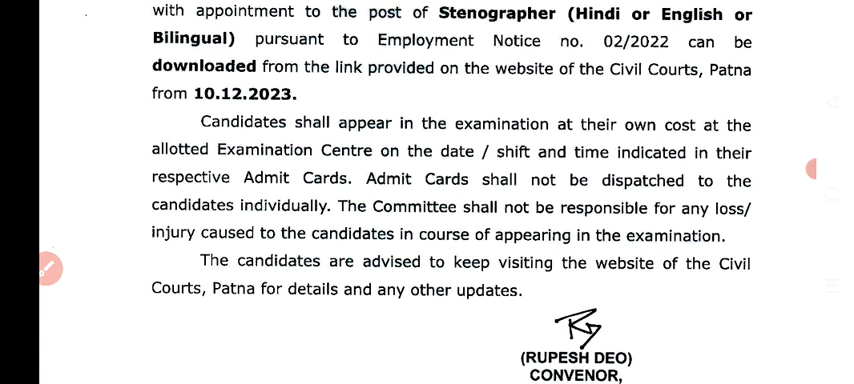 with appointment to the post of Stenographer (Hindi or English or
Bilingual) pursuant to Employment Notice no. 02/2022 can be
downloaded from the link provided on the website of the Civil Courts, Patna
from 10.12.2023.
Candidates shall appear in the examination at their own cost at the
allotted Examination Centre on the date / shift and time indicated in their
respective Admit Cards. Admit Cards shall not be dispatched to the
candidates individually. The Committee shall not be responsible for any loss/
injury caused to the candidates in course of appearing in the examination.
The candidates are advised to keep visiting the website of the Civil
Courts, Patna for details and any other updates.
(RUPESH DEO)
CONVENOR,